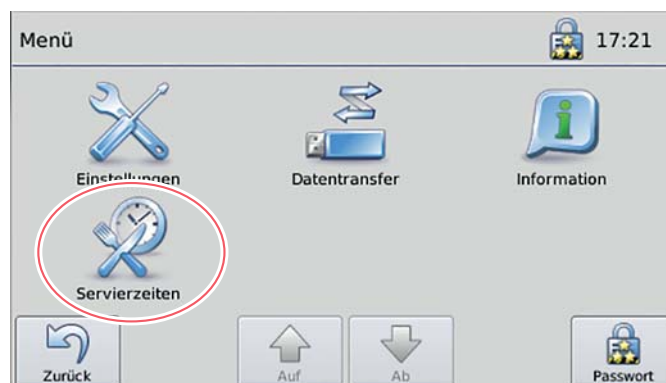 Menü
17:21
Einstellungen
Datentransfer
Information
Servierzeiten
Zurück
Auf
Ab
Passwort